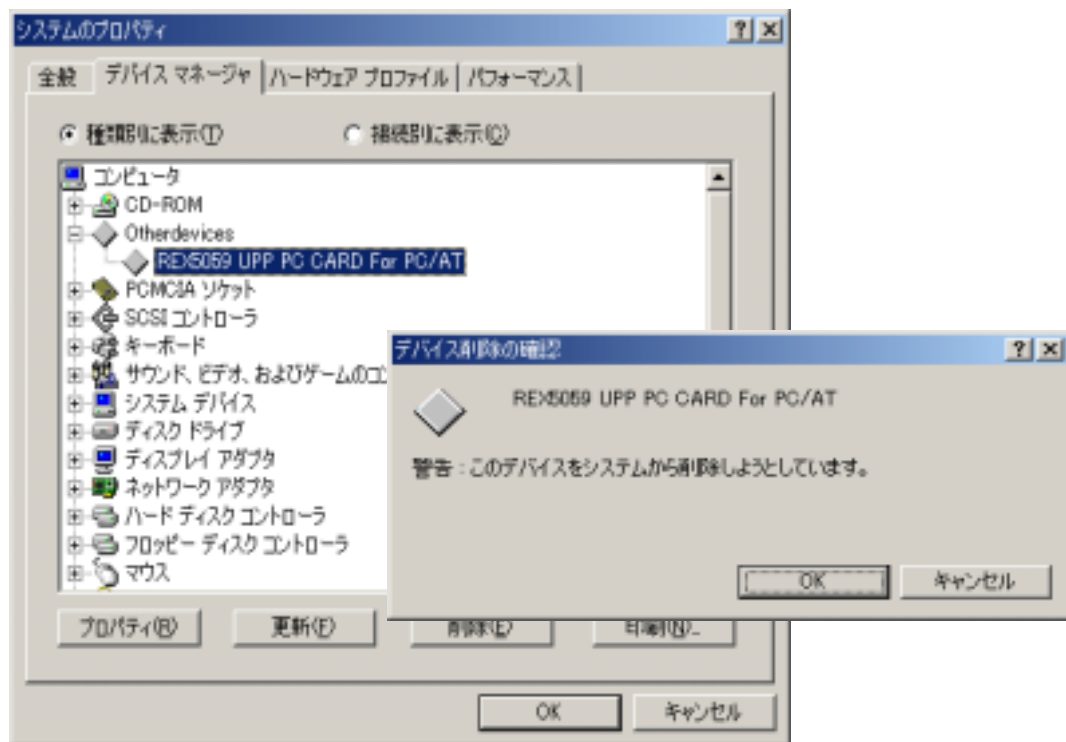 システムのプロパティ
全般
デバイス マネージャ
ハードウェア プロファイル
パフォーマンス
種類別に表示(T)
接続別に表示(C)
コンピュータ
CD-ROM
Otherdevices
REX5059 UPP PC CARD For PC/AT
PCMCIA ソケット
SCSI コントローラ
キーボード
サウンド、ビデオ、およびゲームのコ
システム デバイス
ディスク ドライブ
ディスプレイ アダプタ
ネットワーク アダプタ
ハード ディスク コントローラ
フロッピー ディスク コントローラ
マウス
プロパティ(R)
更新(F)
削除(E)
印刷(N)...
OK
キャンセル
デバイス削除の確認
REX5059 UPP PC CARD For PC/AT
警告 : このデバイスをシステムから削除しようとしています。
OK
キャンセル